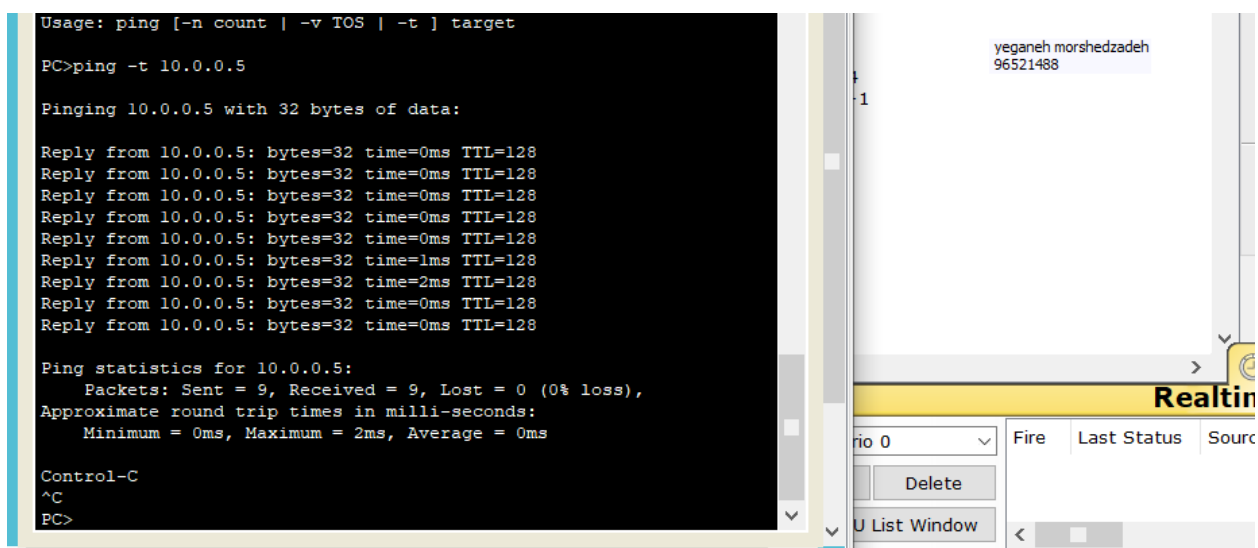 Usage: ping [-n count | -v TOS | -t ] target
PC>ping -t 10.0.0.5
Pinging 10.0.0.5 with 32 bytes of data:
Reply from 10.0.0.5: bytes=32 time=0ms TTL=128
Reply from 10.0.0.5: bytes=32 time=0ms TTL=128
Reply from 10.0.0.5: bytes=32 time=0ms TTL=128
Reply from 10.0.0.5: bytes=32 time=0ms TTL=128
Reply from 10.0.0.5: bytes=32 time=0ms TTL=128
Reply from 10.0.0.5: bytes=32 time=1ms TTL=128
Reply from 10.0.0.5: bytes=32 time=2ms TTL=128
Reply from 10.0.0.5: bytes=32 time=0ms TTL=128
Reply from 10.0.0.5: bytes=32 time=0ms TTL=128
Ping statistics for 10.0.0.5:
Packets: Sent = 9, Received = 9, Lost = 0 (0% loss),
Approximate round trip times in milli-seconds:
Minimum = 0ms, Maximum = 2ms, Average = 0ms
Control-C
^C
PC>
yeganeh morshedzadeh
96521488
-1
Realtin
rio 0
Fire Last Status Sourc
Delete
U List Window